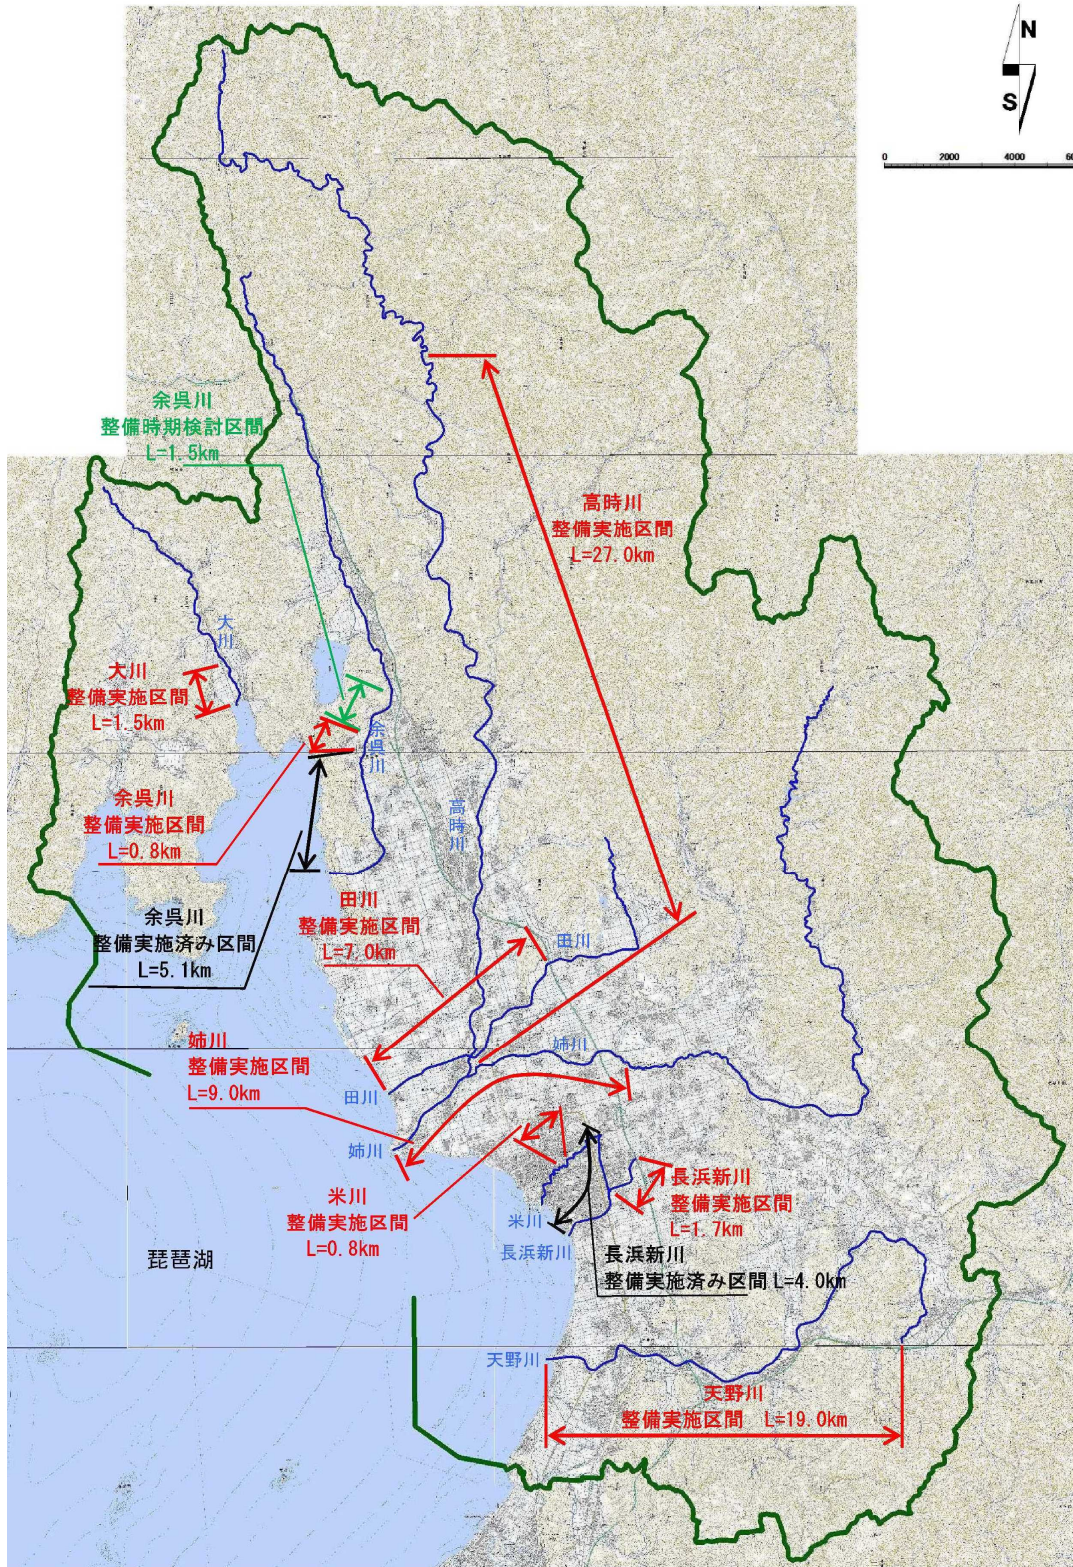 N
S
0 2000 4000 60
余呉川
整備時期検討区間
L=1.5km
高時川
整備実施区間
L=27.0km
大川
大川
整備実施区間
L=1.5km
余呉川
余呉川
整備実施区間
L=0.8km
高時川
余呉川
整備実施済み区間
L=5.1km
田川
整備実施区間
L=7.0km
田川
姉川
整備実施区間
L=9.0km
姉川
田川
姉川
米川
整備実施区間
L=0.8km
長浜新川
整備実施区間
L=1.7km
米川
長浜新川
長浜新川
整備実施済み区間 L=4.0km
琵琶湖
天野川
天野川
整備実施区間 L=19.0km